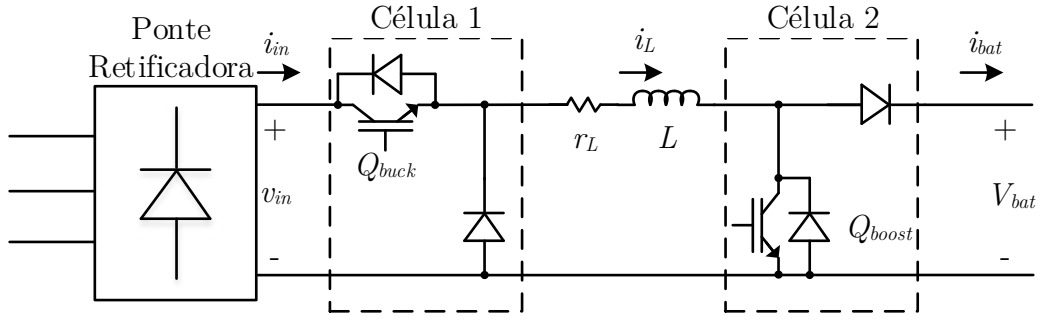 Ponte
Retificadora
i_in
Célula 1
i_L
Célula 2
i_bat
+
v_in
-
Q_buck
r_L
L
Q_boost
+
V_bat
-